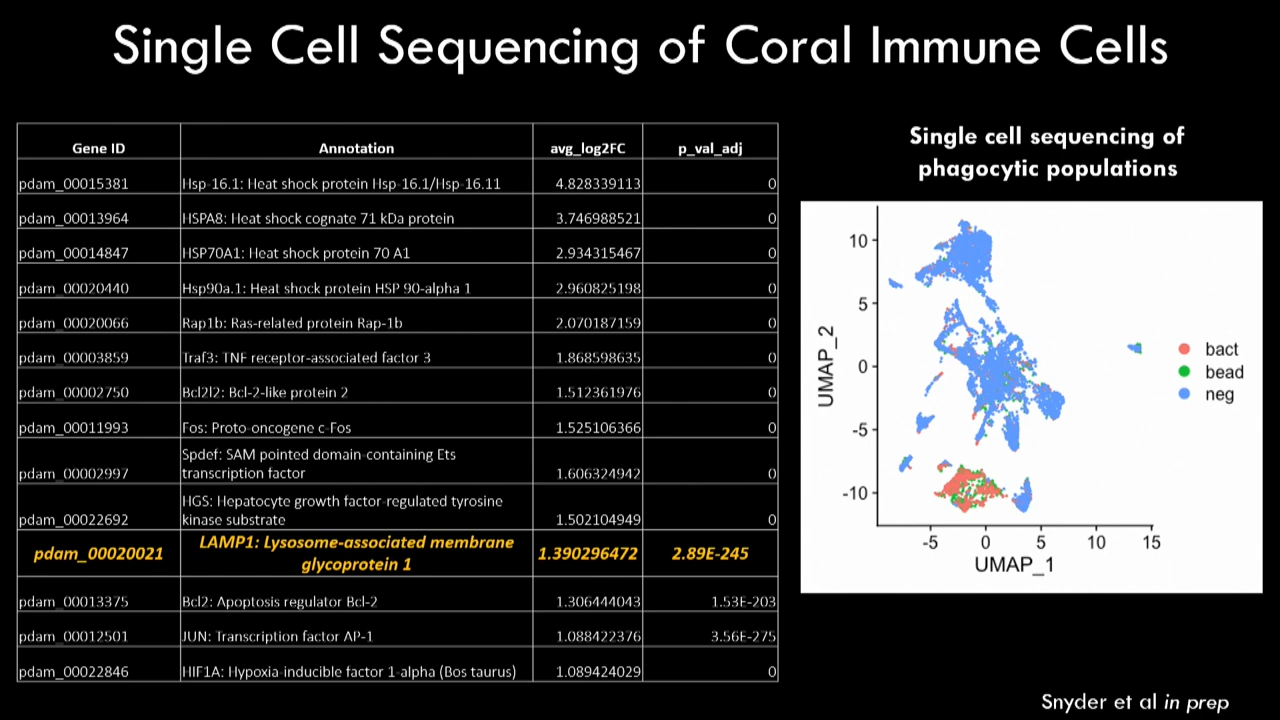 Single Cell Sequencing of Coral Immune Cells
Gene ID Annotation avg_log2FC p_val_adj
pdam_00015381 Hsp-16.1: Heat shock protein Hsp-16.1/Hsp-16.11 4.828339113 0
pdam_00013964 HSPA8: Heat shock cognate 71 kDa protein 3.746988521 0
pdam_00014847 HSP70A1: Heat shock protein 70 A1 2.934315467 0
pdam_00020440 Hsp90a.1: Heat shock protein HSP 90-alpha 1 2.960825198 0
pdam_00020066 Rap1b: Ras-related protein Rap-1b 2.070187159 0
pdam_00003859 Traf3: TNF receptor-associated factor 3 1.868598635 0
pdam_00002750 Bcl2l2: Bcl-2-like protein 2 1.512361976 0
pdam_00011993 Fos: Proto-oncogene c-Fos 1.525106366 0
Spdef: SAM pointed domain-containing Ets
pdam_00002997 transcription factor 1.606324942 0
HGS: Hepatocyte growth factor-regulated tyrosine
pdam_00022692 kinase substrate 1.502104949 0
LAMP1: Lysosome-associated membrane
pdam_00020021 glycoprotein 1 1.390296472 2.89E-245
pdam_00013375 Bcl2: Apoptosis regulator Bcl-2 1.306444043 1.53E-203
pdam_00012501 JUN: Transcription factor AP-1 1.088422376 3.56E-275
pdam_00022846 HIF1A: Hypoxia-inducible factor 1-alpha (Bos taurus) 1.089424029 0
Single cell sequencing of
phagocytic populations
10
5
0
-5
-10
UMAP_2
-5 0 5 10 15
UMAP_1
bact
bead
neg
Snyder et al in prep